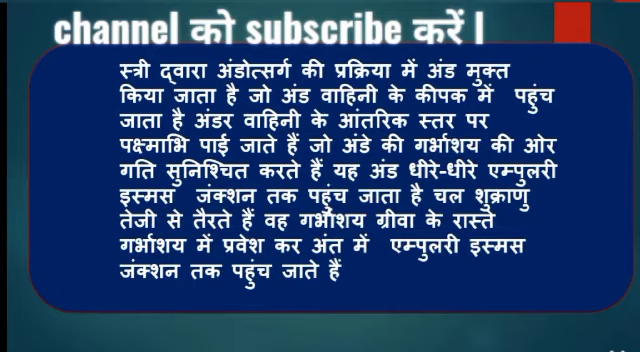 channel को subscribe करें |
स्त्री द्वारा अंडोत्सर्ग की प्रक्रिया में अंड मुक्त
किया जाता है जो अंड वाहिनी के कीपक में पहुंच
जाता है अंडर वाहिनी के आंतरिक स्तर पर
पक्ष्माभि पाई जाते हैं जो अंडे की गर्भाशय की ओर
गति सुनिश्चित करते हैं यह अंड धीरे-धीरे एम्पुलरी
इस्मस जंक्शन तक पहुंच जाता है चल शुक्राणु
तेजी से तैरते हैं वह गर्भाशय ग्रीवा के रास्ते
गर्भाशय में प्रवेश कर अंत में एम्पुलरी इस्मस
जंक्शन तक पहुंच जाते हैं